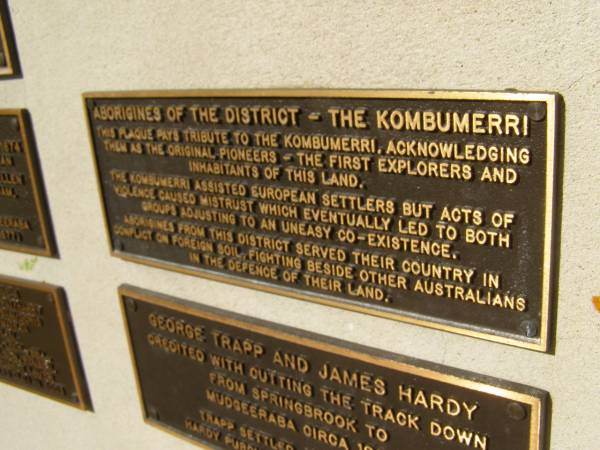 ABORIGINES OF THE DISTRICT - THE KOMBUMERRI
THIS PLAQUE PAYS TRIBUTE TO THE KOMBUMERRI, ACKNOWLEDGING
THEM AS THE ORIGINAL PIONEERS - THE FIRST EXPLORERS AND
INHABITANTS OF THIS LAND.
THE KOMBUMERRI ASSISTED EUROPEAN SETTLERS BUT ACTS OF
VIOLENCE CAUSED MISTRUST WHICH EVENTUALLY LED TO BOTH
GROUPS ADJUSTING TO AN UNEASY CO-EXISTENCE.
ABORIGINES FROM THIS DISTRICT SERVED THEIR COUNTRY IN
CONFLICT ON FOREIGN SOIL, FIGHTING BESIDE OTHER AUSTRALIANS
IN THE DEFENCE OF THEIR LAND.
GEORGE TRAPP AND JAMES HARDY
CREDITED WITH CUTTING THE TRACK DOWN
FROM SPRINGBROOK TO
MUDGEERABA CIRCA
TRAPP SETTLED
HARDY